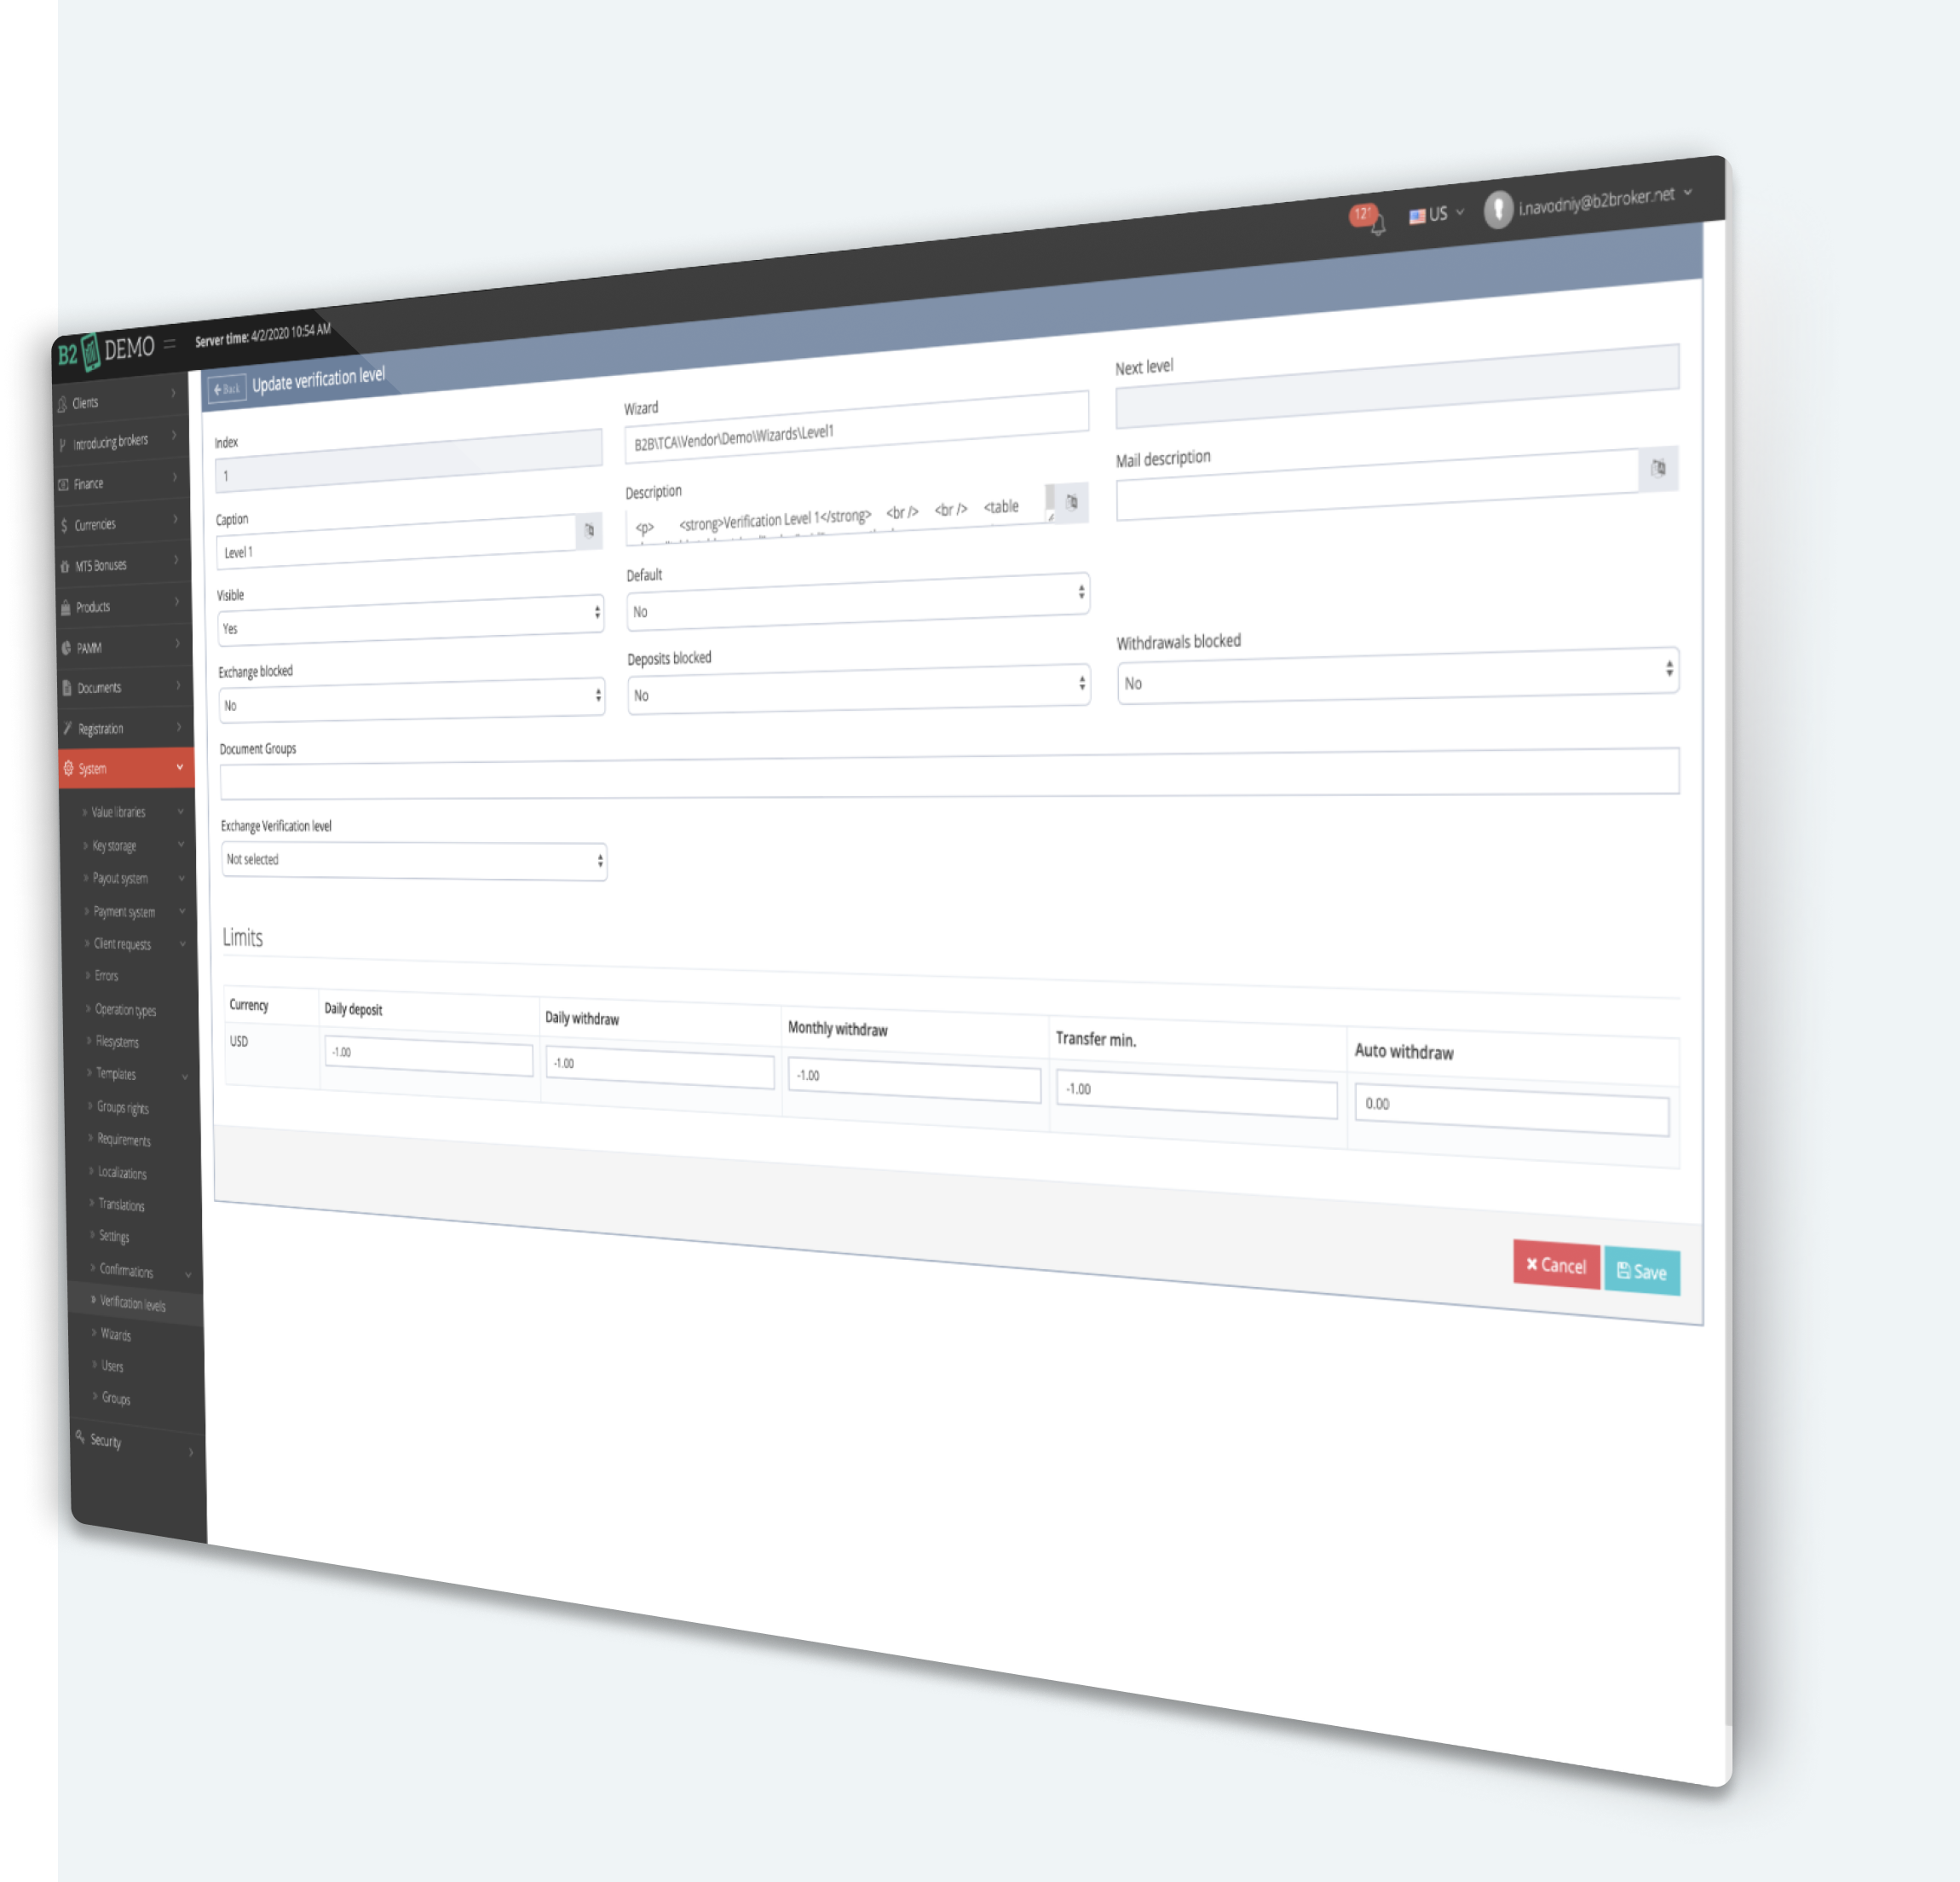 B2 DEMO
Server time: 4/2/2020 10:54 AM
121
US
i.navodniy@b2broker.net
Clients
Introducing brokers
Finance
Currencies
MT5 Bonuses
Products
PAMM
Documents
Registration
System
Value libraries
Key storage
Payout system
Payment system
Client requests
Errors
Operation types
Filesystems
Templates
Groups rights
Requirements
Localizations
Translations
Settings
Confirmations
Verification levels
Wizards
Users
Groups
Security
Back Update verification level
Index
1
Wizard
B2B\TCA\Vendor\Demo\Wizards\Level1
Next level
Caption
Level 1
Description
<p> <strong>Verification Level 1</strong> <br /> <br /> <table
Mail description
Visible
Yes
Default
No
Exchange blocked
No
Deposits blocked
No
Withdrawals blocked
No
Document Groups
Exchange Verification level
Not selected
Limits
Currency Daily deposit Daily withdraw Monthly withdraw Transfer min. Auto withdraw
USD -1.00 -1.00 -1.00 -1.00 0.00
Cancel Save